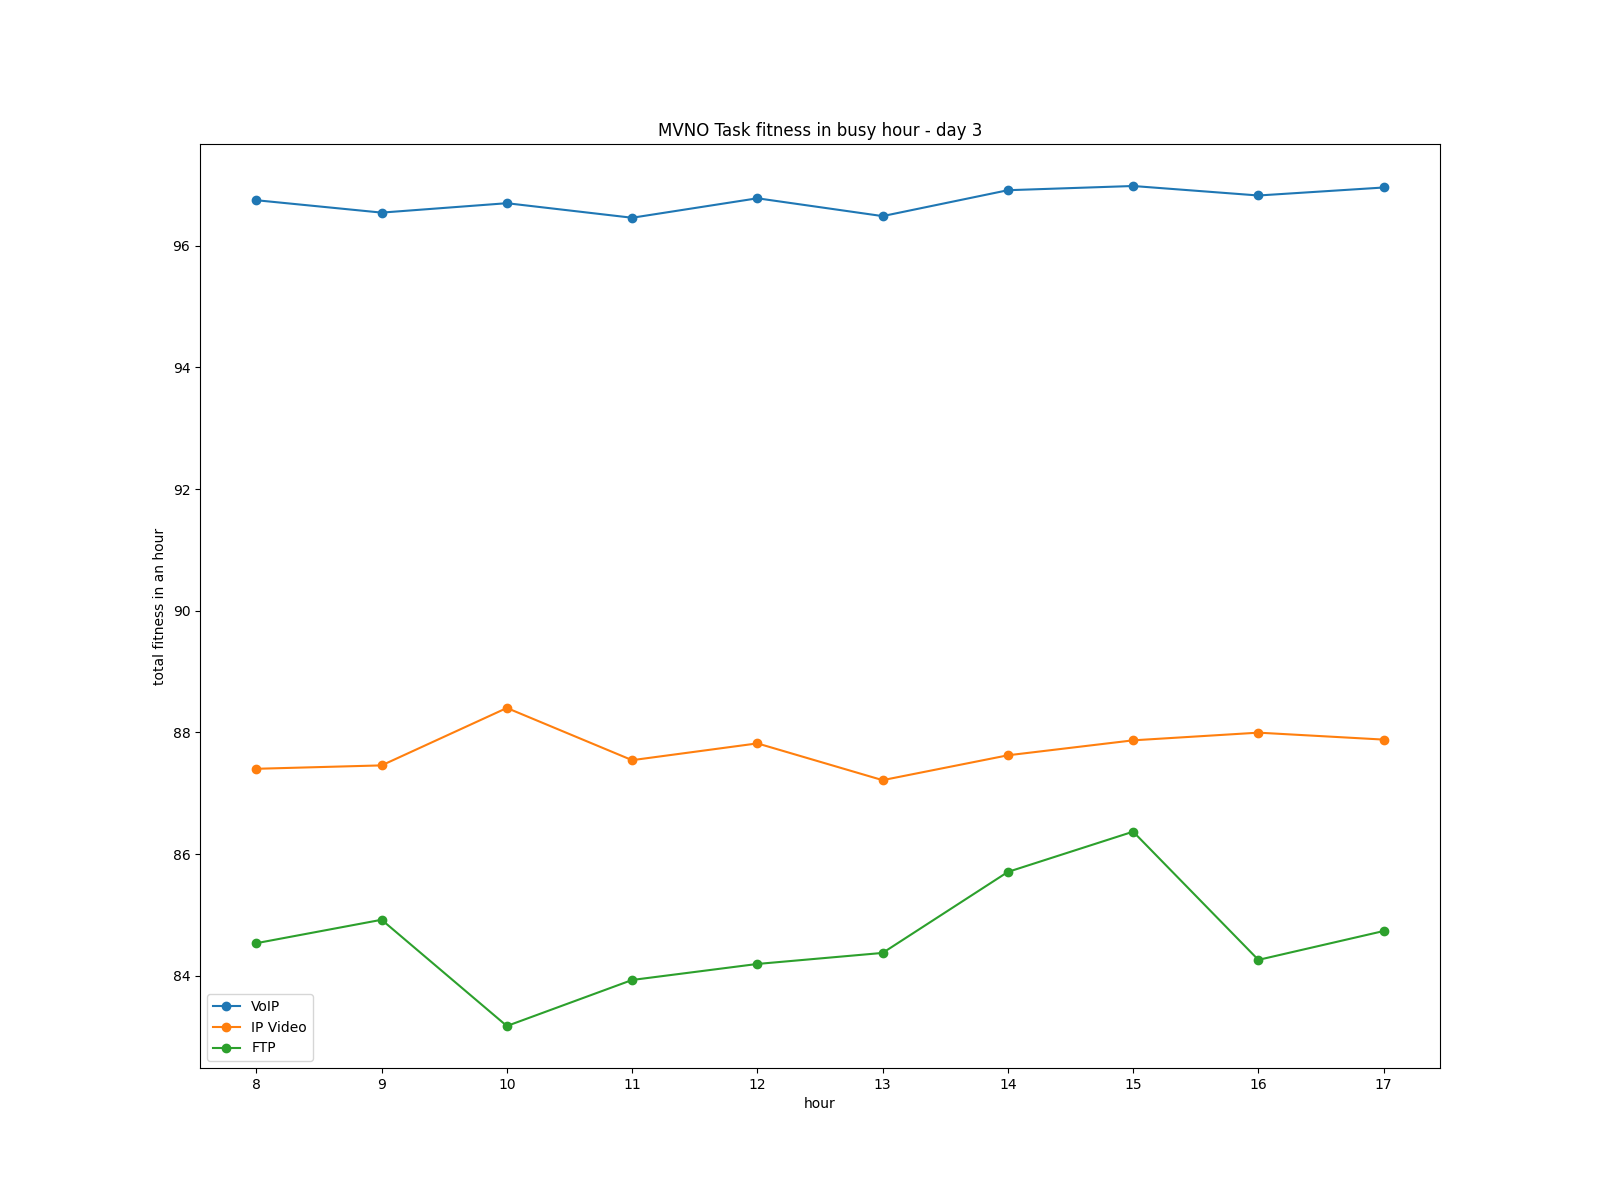 MVNO Task fitness in busy hour - day 3
total fitness in an hour
96
94
92
90
88
86
84
VoIP
IP Video
FTP
8 9 10 11 12 13 14 15 16 17
hour